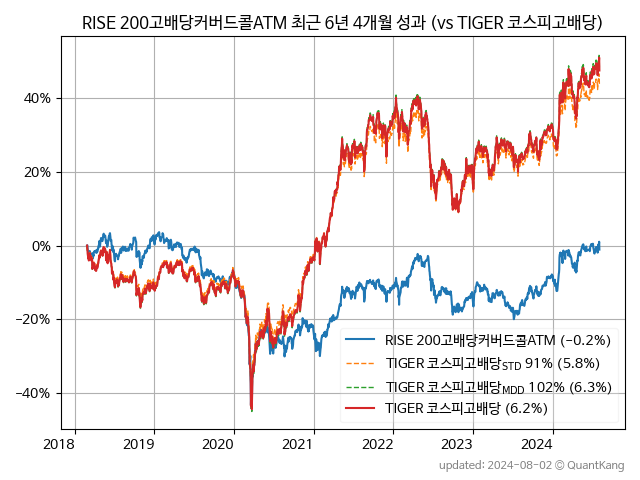 RISE 200고배당커버드콜ATM 최근 6년 4개월 성과 (vs TIGER 코스피고배당)
40%
20%
0%
−20%
−40%
RISE 200고배당커버드콜ATM (−0.2%)
TIGER 코스피고배당STD 91% (5.8%)
TIGER 코스피고배당MDD 102% (6.3%)
TIGER 코스피고배당 (6.2%)
2018 2019 2020 2021 2022 2023 2024
updated: 2024-08-02 © QuantKang